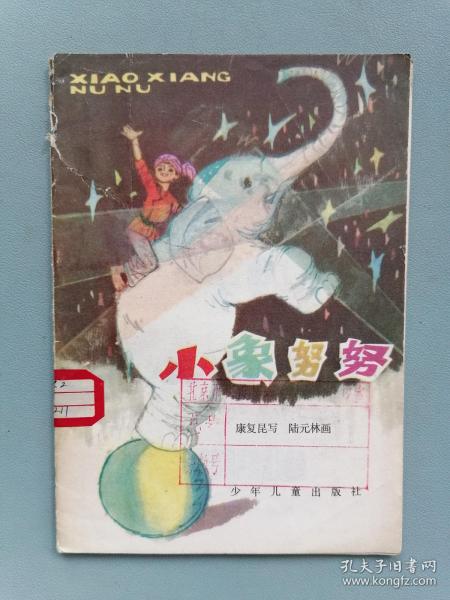 XIAO XIANG
NU NU
小象努努
康复昆写 陆元林画
少年儿童出版社
孔夫子旧书网
www.kongfz.com